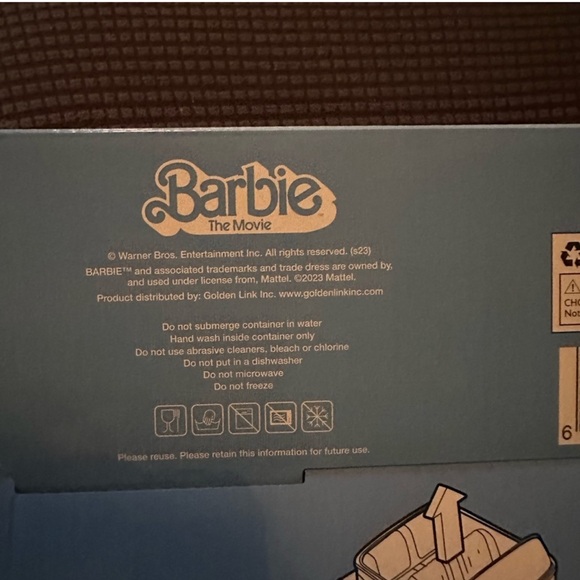 Barbie
The Movie
© Warner Bros. Entertainment Inc. All rights reserved. (s23)
BARBIE™ and associated trademarks and trade dress are owned by,
and used under license from, Mattel. ©2023 Mattel.
Product distributed by: Golden Link Inc. www.goldenlinkinc.com
Do not submerge container in water
Hand wash inside container only
Do not use abrasive cleaners, bleach or chlorine
Do not put in a dishwasher
Do not microwave
Do not freeze
Please reuse. Please retain this information for future use.
CHO
Not
6